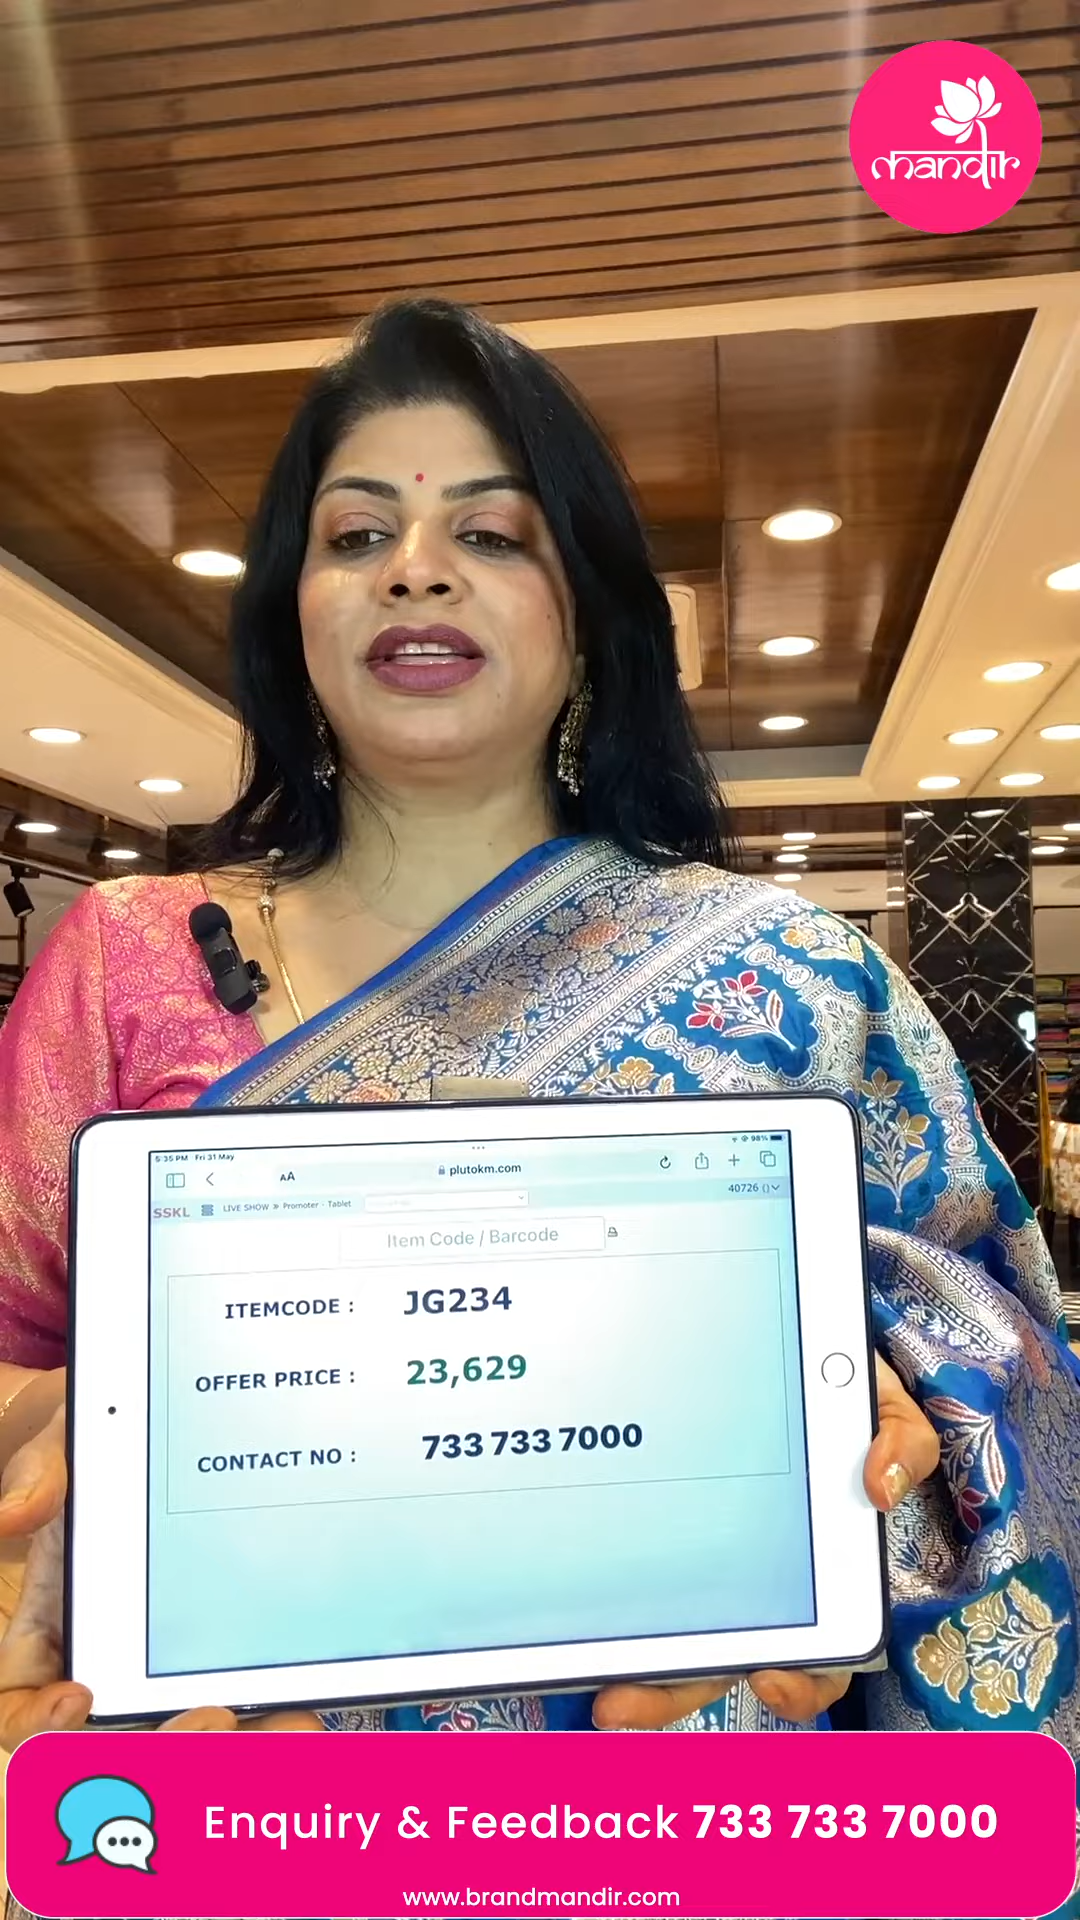 mandir
5:35 PM Fri 31 May
98%
AA
plutokm.com
SSKL
LIVE SHOW » Promoter - Tablet
40726 ()
Item Code / Barcode
ITEMCODE : JG234
OFFER PRICE : 23,629
CONTACT NO : 733 733 7000
Enquiry & Feedback 733 733 7000
www.brandmandir.com